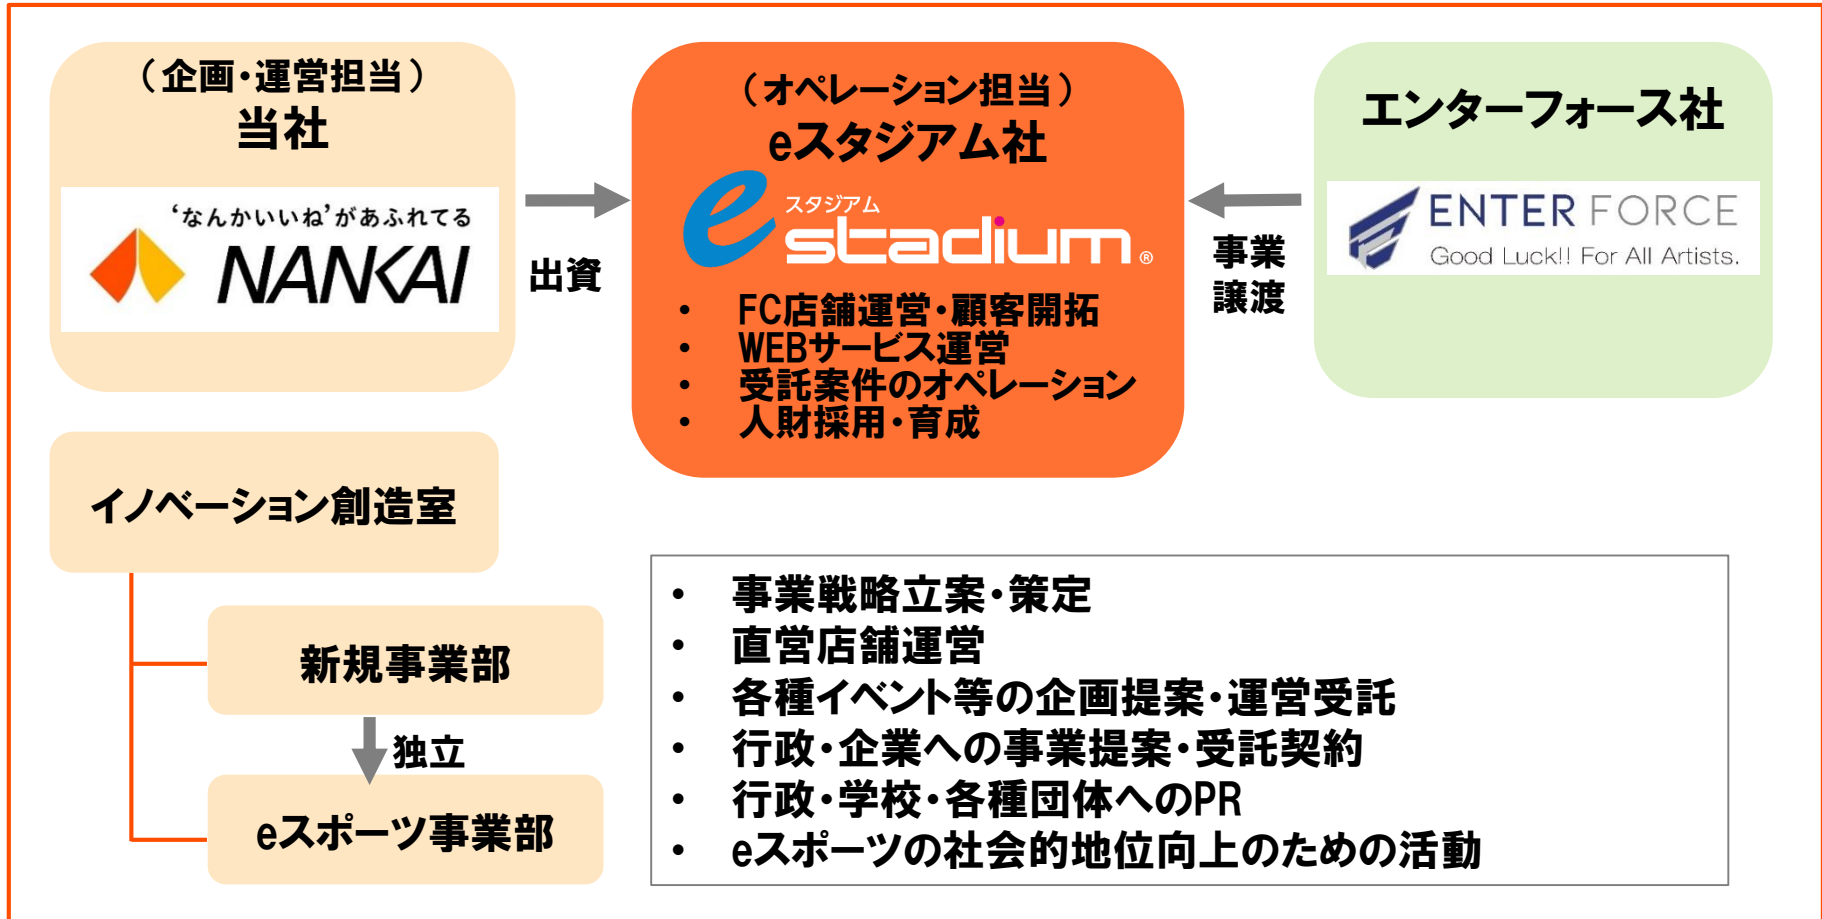 （企画・運営担当）
当社
‘なんかいいね’があふれてる
NANKAI
出資
（オペレーション担当）
eスタジアム社
e スタジアム
stadium®
・ FC店舗運営・顧客開拓
・ WEBサービス運営
・ 受託案件のオペレーション
・ 人財採用・育成
事業
譲渡
エンターフォース社
ENTER FORCE
Good Luck!! For All Artists.
イノベーション創造室
新規事業部
独立
eスポーツ事業部
・ 事業戦略立案・策定
・ 直営店舗運営
・ 各種イベント等の企画提案・運営受託
・ 行政・企業への事業提案・受託契約
・ 行政・学校・各種団体へのPR
・ eスポーツの社会的地位向上のための活動